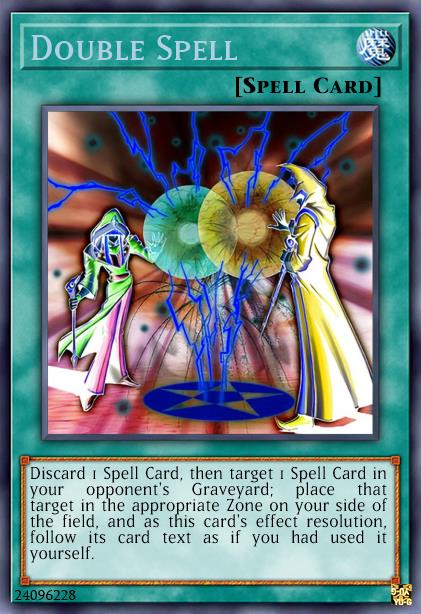 DOUBLE SPELL
魔
[SPELL CARD]
Discard 1 Spell Card, then target 1 Spell Card in
your opponent's Graveyard; place that
target in the appropriate Zone on your side of
the field, and as this card's effect resolution,
follow its card text as if you had used it
yourself.
24096228